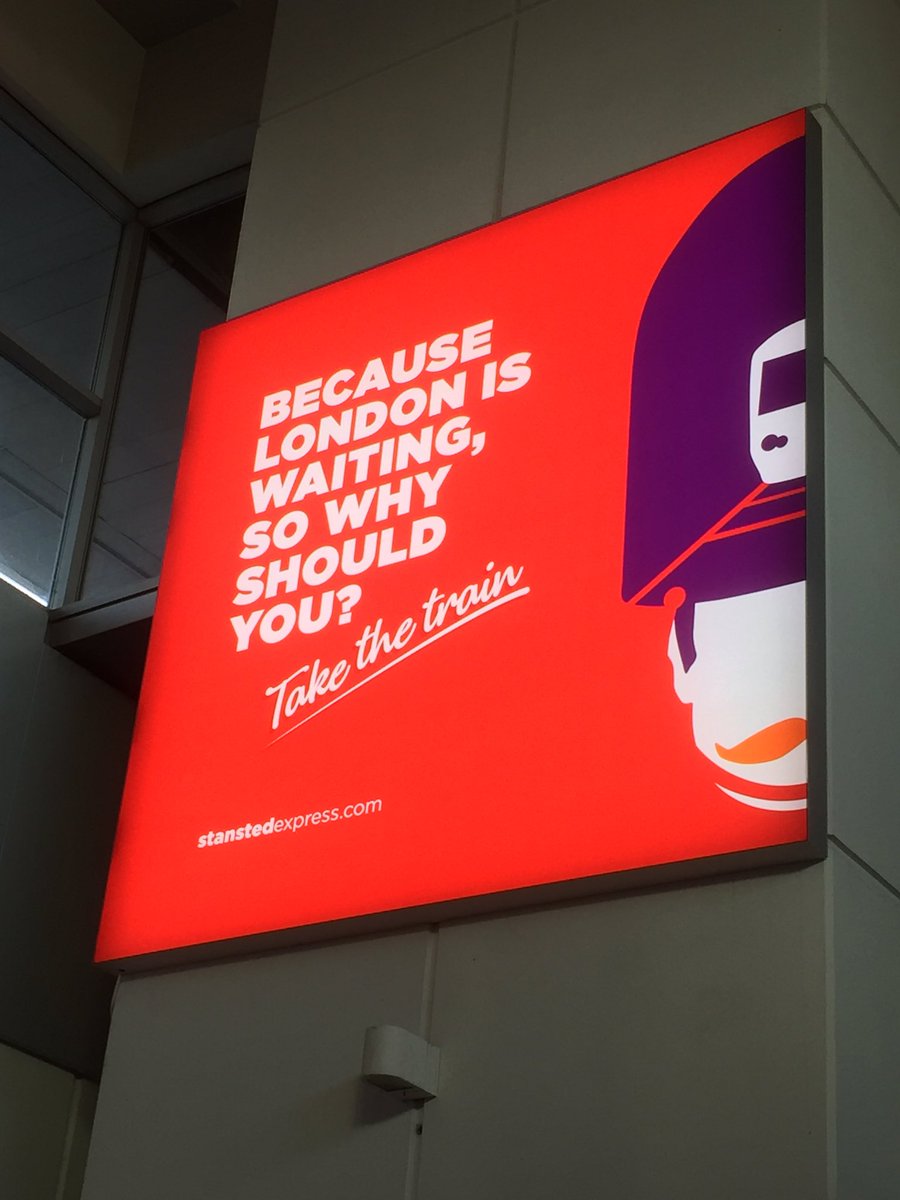 BECAUSE
LONDON IS
WAITING,
SO WHY
SHOULD
YOU?
Take the train
stanstedexpress.com